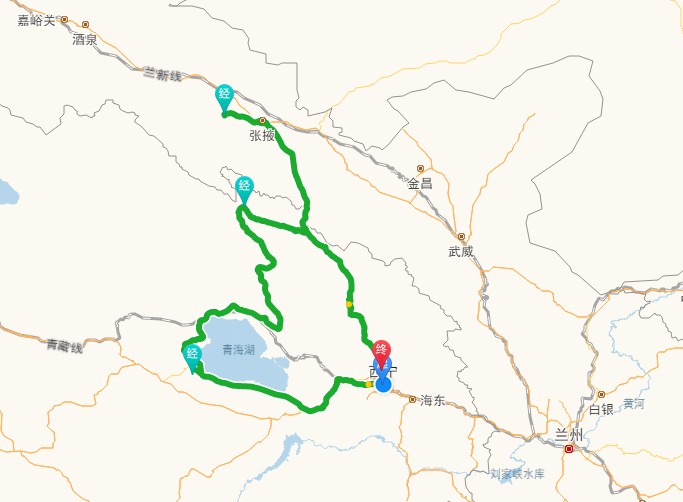 嘉峪关
酒泉
兰新线
经
张掖
金昌
经
武威
终
青海湖
青藏线
经
西宁
海东
白银
黄河
兰州
刘家峡水库